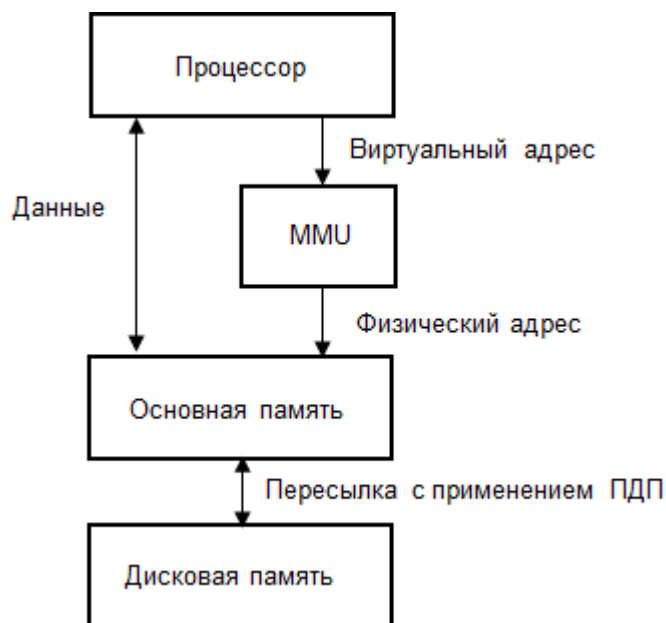 Процессор
Виртуальный адрес
Данные
MMU
Физический адрес
Основная память
Пересылка с применением ПДП
Дисковая память